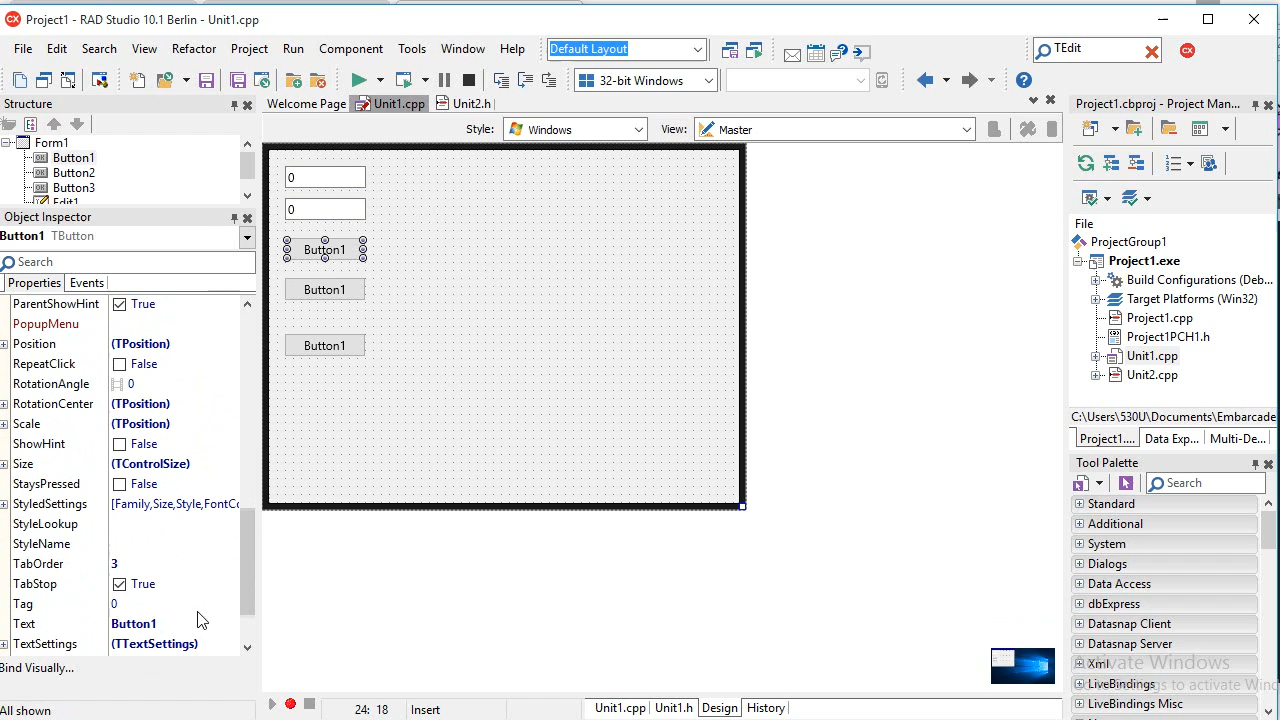 Project1 - RAD Studio 10.1 Berlin - Unit1.cpp
File Edit Search View Refactor Project Run Component Tools Window Help Default Layout TEdit
32-bit Windows
Structure
Form1
Button1
Button2
Button3
Edit1
Object Inspector
Button1 TButton
Search
Properties Events
ParentShowHint True
PopupMenu
Position (TPosition)
RepeatClick False
RotationAngle 0
RotationCenter (TPosition)
Scale (TPosition)
ShowHint False
Size (TControlSize)
StaysPressed False
StyledSettings [Family,Size,Style,FontCo
StyleLookup
StyleName
TabOrder 3
TabStop True
Tag 0
Text Button1
TextSettings (TTextSettings)
Bind Visually...
All shown
Welcome Page Unit1.cpp Unit2.h
Style: Windows View: Master
0
0
Button1
Button1
Button1
24: 18 Insert Unit1.cpp Unit1.h Design History
Project1.cbproj - Project Man...
File
ProjectGroup1
Project1.exe
Build Configurations (Deb...
Target Platforms (Win32)
Project1.cpp
Project1PCH1.h
Unit1.cpp
Unit2.cpp
C:\Users\530U\Documents\Embarcade
Project1.... Data Exp... Multi-De...
Tool Palette
Search
Standard
Additional
System
Dialogs
Data Access
dbExpress
Datasnap Client
Datasnap Server
Xml
LiveBindings
LiveBindings Misc
Activate Windows
settings to activate Wind